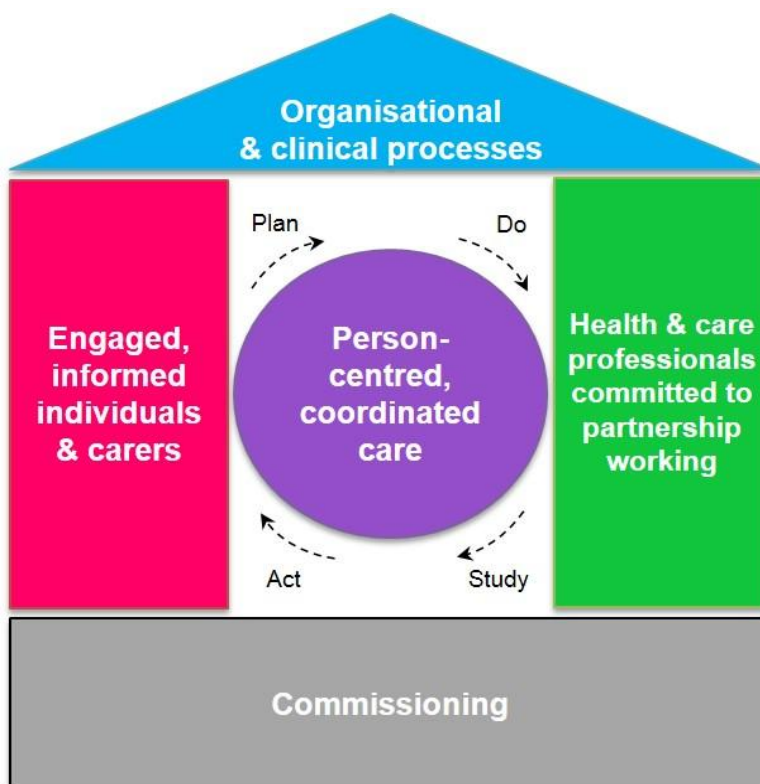 Organisational
& clinical processes
Plan
Do
Engaged,
informed
individuals
& carers
Person-
centred,
coordinated
care
Health & care
professionals
committed to
partnership
working
Act
Study
Commissioning